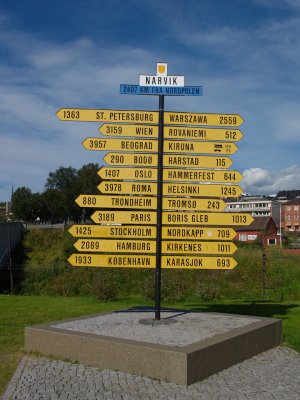 NARVIK
2407 KM FRA NORDPOLEN
1363 ST. PETERSBURG WARSZAWA 2559
3159 WIEN ROVANIEMI 512
3957 BEOGRAD KIRUNA
290 BODØ HARSTAD 115
1407 OSLO HAMMERFEST 644
3978 ROMA HELSINKI 1245
880 TRONDHEIM TROMSØ 243
3189 PARIS BORIS GLEB 1072
1425 STOCKHOLM NORDKAPP 709
2089 HAMBURG KIRKENES 1011
1933 KØBENHAVN KARASJOK 693